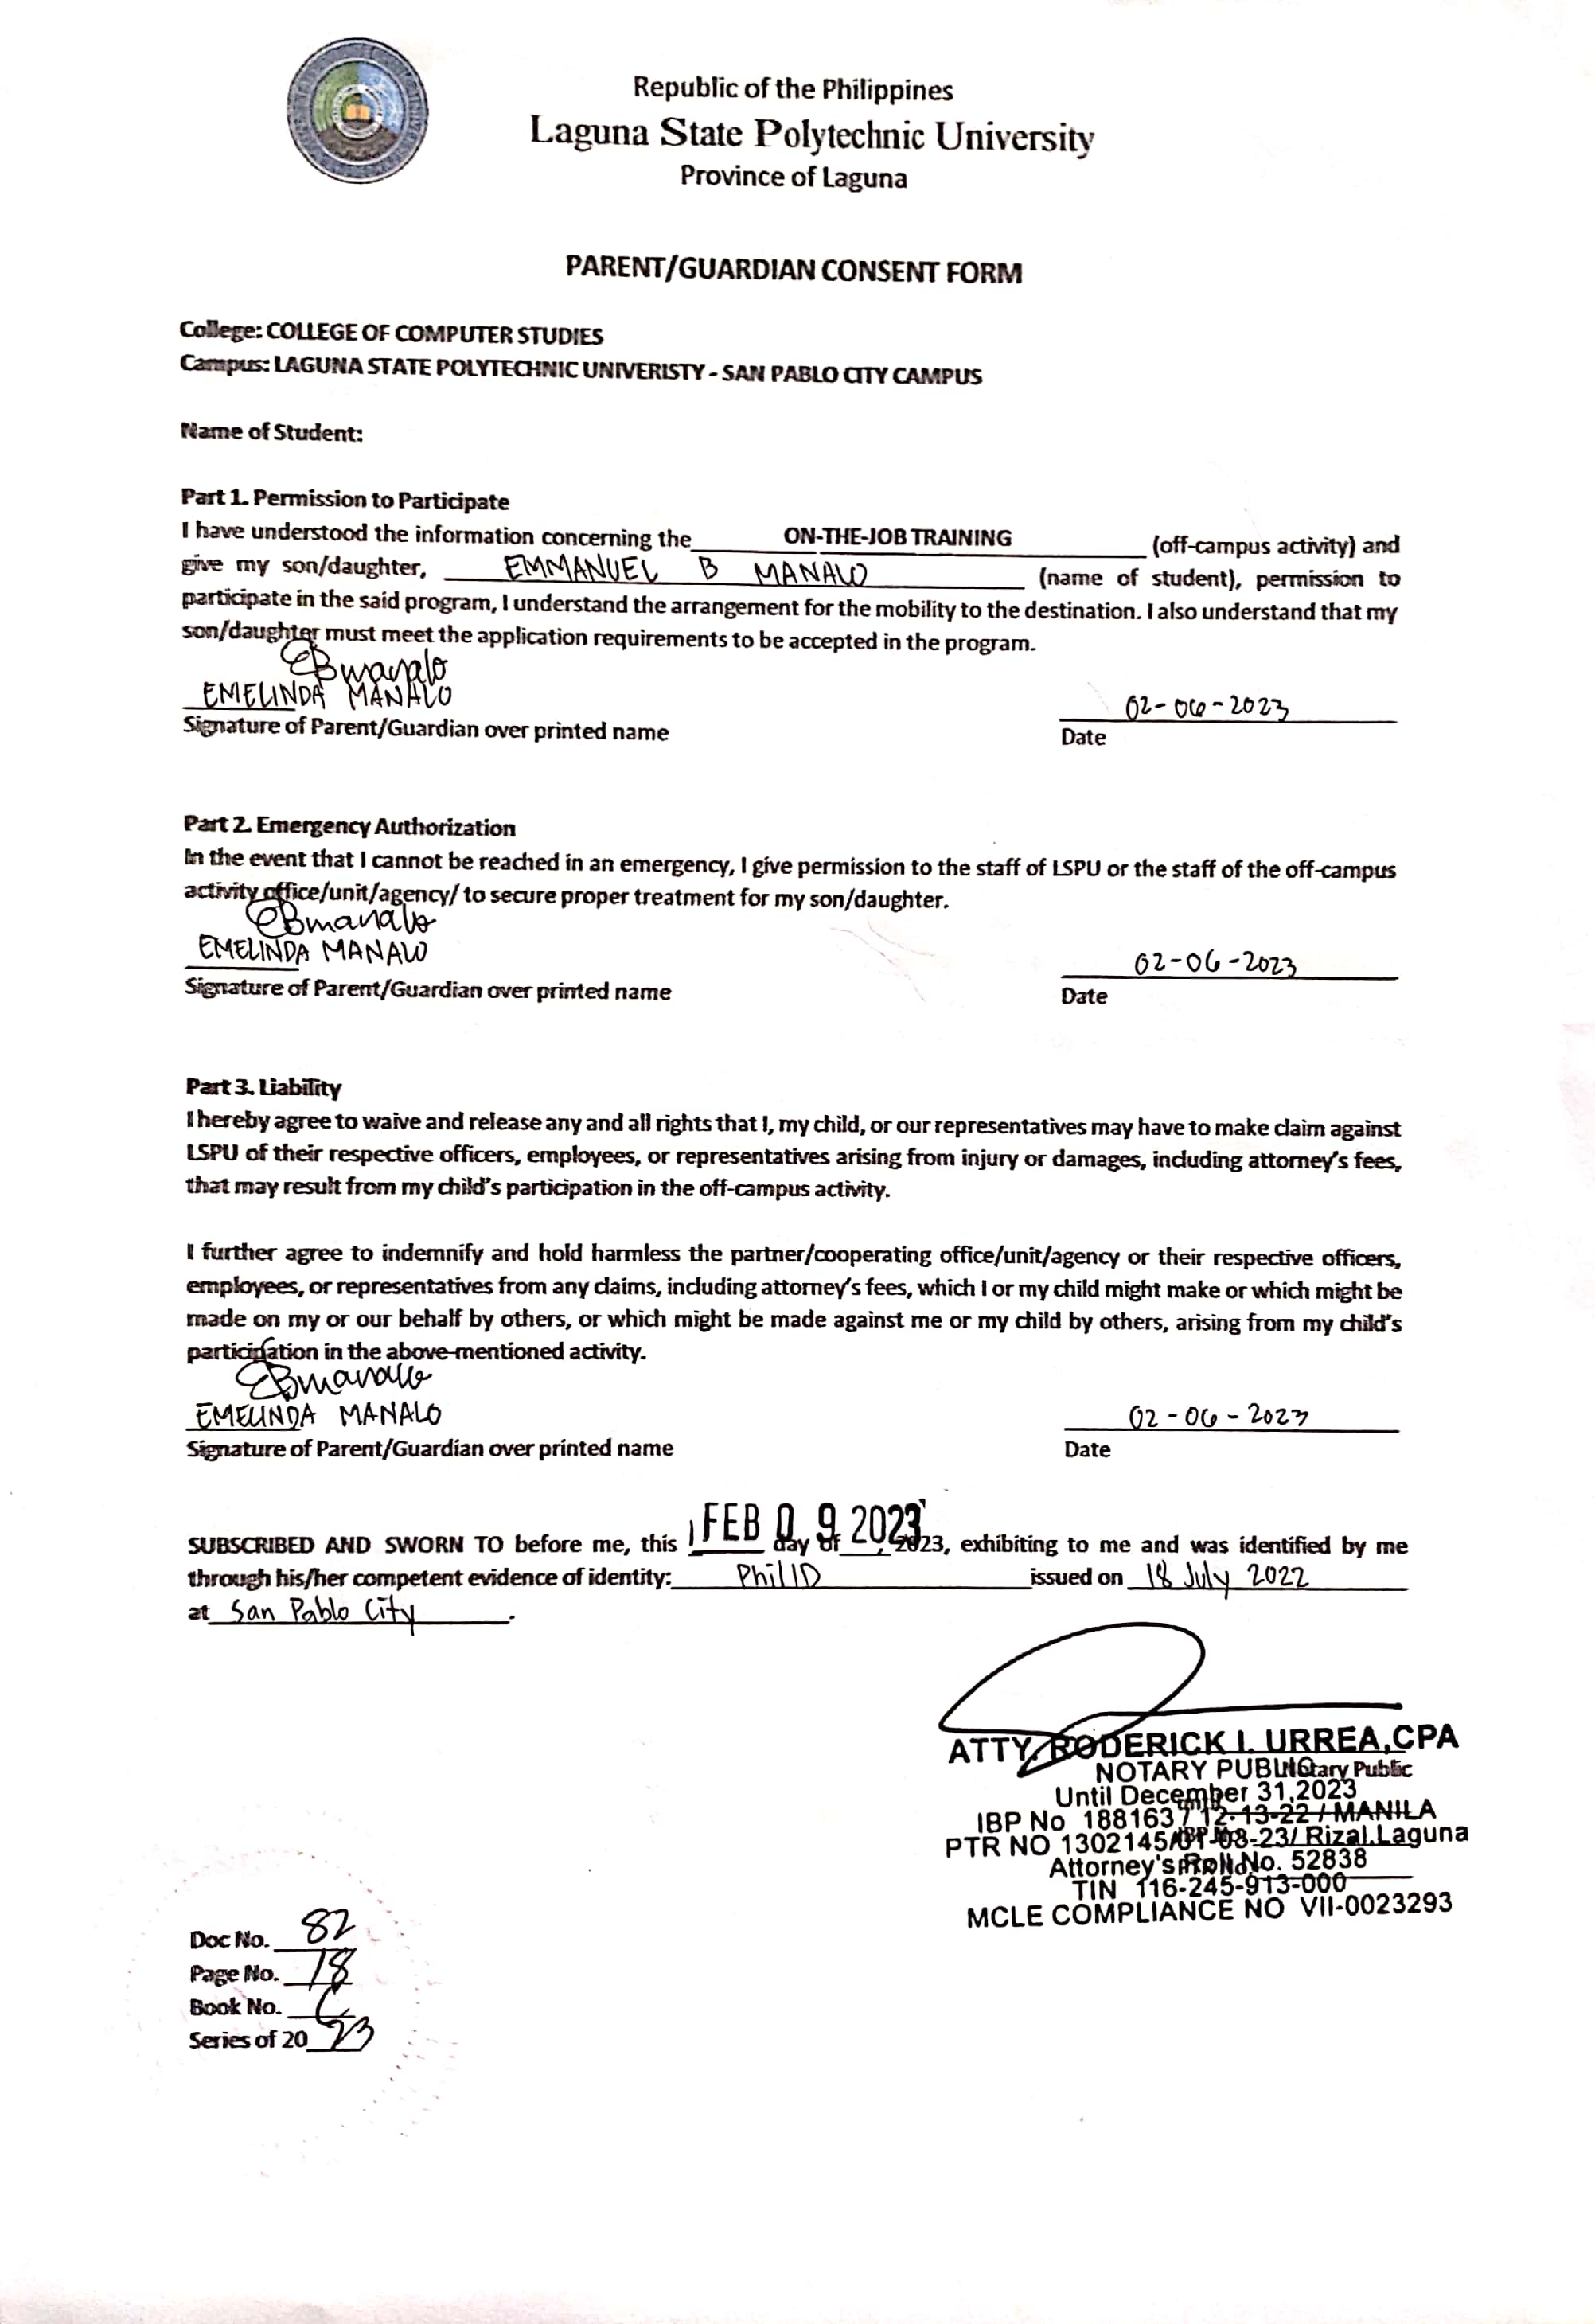 Republic of the Philippines
Laguna State Polytechnic University
Province of Laguna
PARENT/GUARDIAN CONSENT FORM
College: COLLEGE OF COMPUTER STUDIES
Campus: LAGUNA STATE POLYTECHNIC UNIVERISTY - SAN PABLO CITY CAMPUS
Name of Student:
Part 1. Permission to Participate
I have understood the information concerning the ON-THE-JOB TRAINING (off-campus activity) and
give my son/daughter, EMMANUEL B MANALO (name of student), permission to
participate in the said program, I understand the arrangement for the mobility to the destination. I also understand that my
son/daughter must meet the application requirements to be accepted in the program.
EBmanalo
EMELINDA MANALO 02-06-2023
Signature of Parent/Guardian over printed name Date
Part 2. Emergency Authorization
In the event that I cannot be reached in an emergency, I give permission to the staff of LSPU or the staff of the off-campus
activity office/unit/agency/ to secure proper treatment for my son/daughter.
EBmanalo
EMELINDA MANALO 02-06-2023
Signature of Parent/Guardian over printed name Date
Part 3. Liability
I hereby agree to waive and release any and all rights that I, my child, or our representatives may have to make claim against
LSPU of their respective officers, employees, or representatives arising from injury or damages, including attorney's fees,
that may result from my child's participation in the off-campus activity.
I further agree to indemnify and hold harmless the partner/cooperating office/unit/agency or their respective officers,
employees, or representatives from any claims, including attorney's fees, which I or my child might make or which might be
made on my or our behalf by others, or which might be made against me or my child by others, arising from my child's
participation in the above-mentioned activity.
EBmanalo
EMELINDA MANALO 02-06-2023
Signature of Parent/Guardian over printed name Date
SUBSCRIBED AND SWORN TO before me, this FEB 09 2023 day of , 2023, exhibiting to me and was identified by me
through his/her competent evidence of identity: PhilID issued on 18 July 2022
at San Pablo City.
ATTY. RODERICK I. URREA,CPA
NOTARY PUBLIC Notary Public
Until December 31,2023
IBP No 188163 / 12-13-22 / MANILA
PTR NO 1302145/01-03-23/ Rizal,Laguna
Attorney's Roll No. 52838
TIN 116-245-913-000
MCLE COMPLIANCE NO VII-0023293
Doc No. 82
Page No. 18
Book No.
Series of 2023